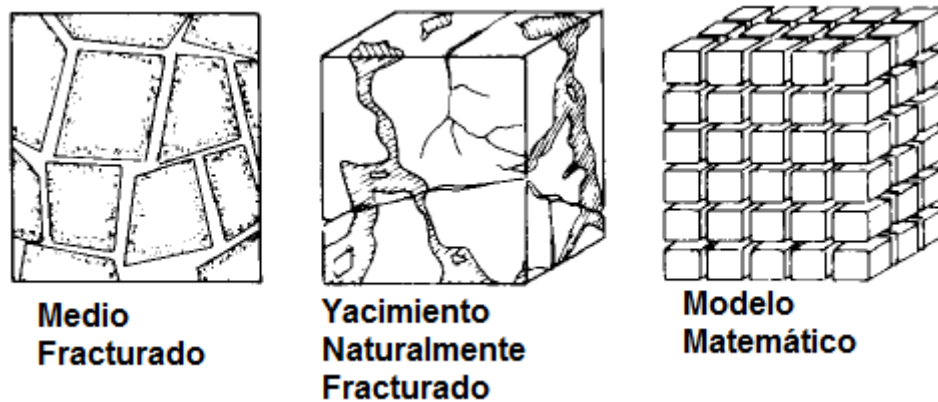 Medio
Fracturado
Yacimiento
Naturalmente
Fracturado
Modelo
Matemático